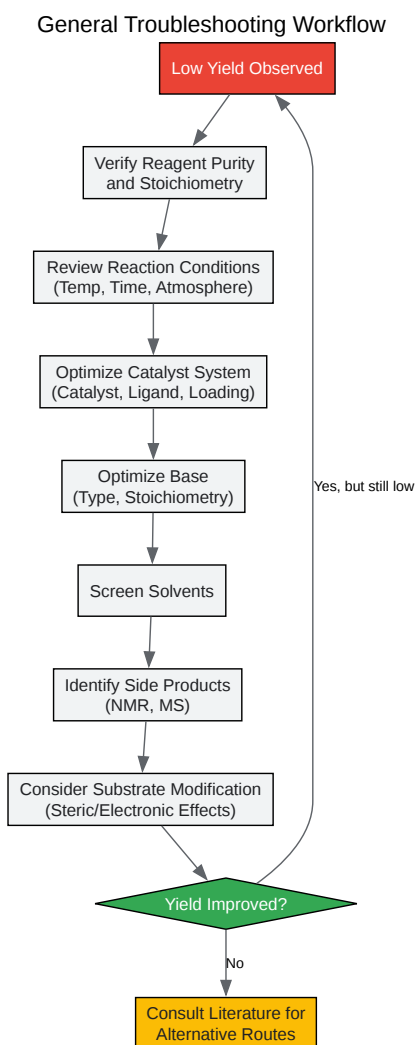 General Troubleshooting Workflow
Low Yield Observed
Verify Reagent Purity
and Stoichiometry
Review Reaction Conditions
(Temp, Time, Atmosphere)
Optimize Catalyst System
(Catalyst, Ligand, Loading)
Optimize Base
(Type, Stoichiometry)
Yes, but still low
Screen Solvents
Identify Side Products
(NMR, MS)
Consider Substrate Modification
(Steric/Electronic Effects)
Yield Improved?
No
Consult Literature for
Alternative Routes